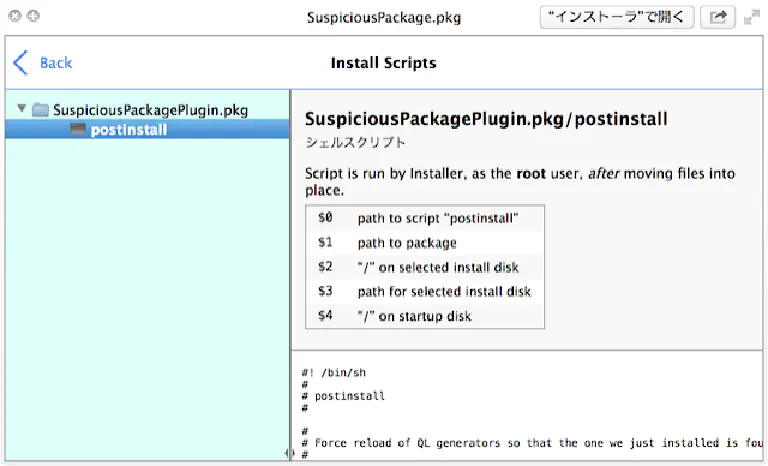 SuspiciousPackage.pkg
“インストーラ”で開く
Back
Install Scripts
SuspiciousPackagePlugin.pkg
postinstall
SuspiciousPackagePlugin.pkg/postinstall
シェルスクリプト
Script is run by Installer, as the root user, after moving files into
place.
$0 path to script "postinstall"
$1 path to package
$2 "/" on selected install disk
$3 path for selected install disk
$4 "/" on startup disk
#! /bin/sh
#
# postinstall
#
#
# Force reload of QL generators so that the one we just installed is fou
#